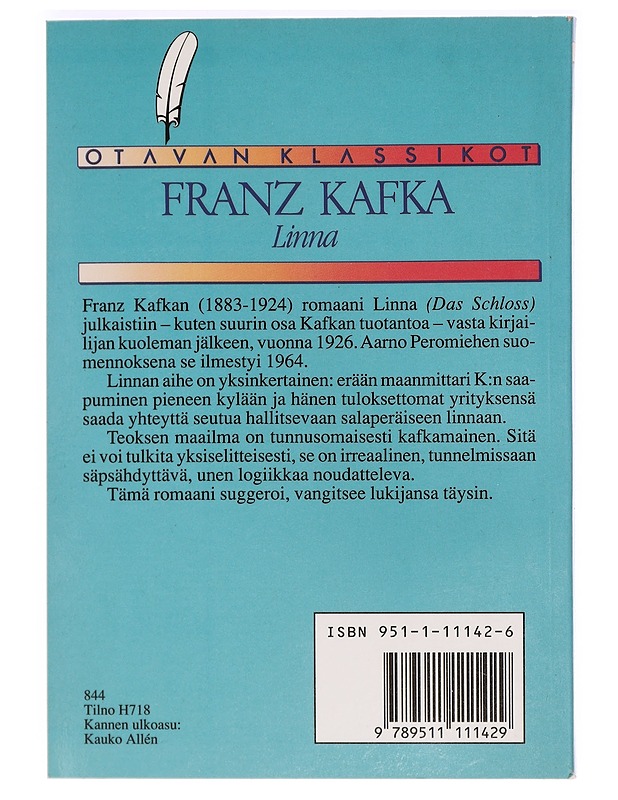 OTAVAN KLASSIKOT
FRANZ KAFKA
Linna
Franz Kafkan (1883-1924) romaani Linna (Das Schloss)
julkaistiin – kuten suurin osa Kafkan tuotantoa – vasta kirjai-
lijan kuoleman jälkeen, vuonna 1926. Aarno Peromiehen suo-
mennoksena se ilmestyi 1964.
Linnan aihe on yksinkertainen: erään maanmittari K:n saa-
puminen pieneen kylään ja hänen tuloksettomat yrityksensä
saada yhteyttä seutua hallitsevaan salaperäiseen linnaan.
Teoksen maailma on tunnusomaisesti kafkamainen. Sitä
ei voi tulkita yksiselitteisesti, se on irreaalinen, tunnelmissaan
säpsähdyttävä, unen logiikkaa noudatteleva.
Tämä romaani suggeroi, vangitsee lukijansa täysin.
ISBN 951-1-11142-6
9 789511 111429
844
Tilno H718
Kannen ulkoasu:
Kauko Allén